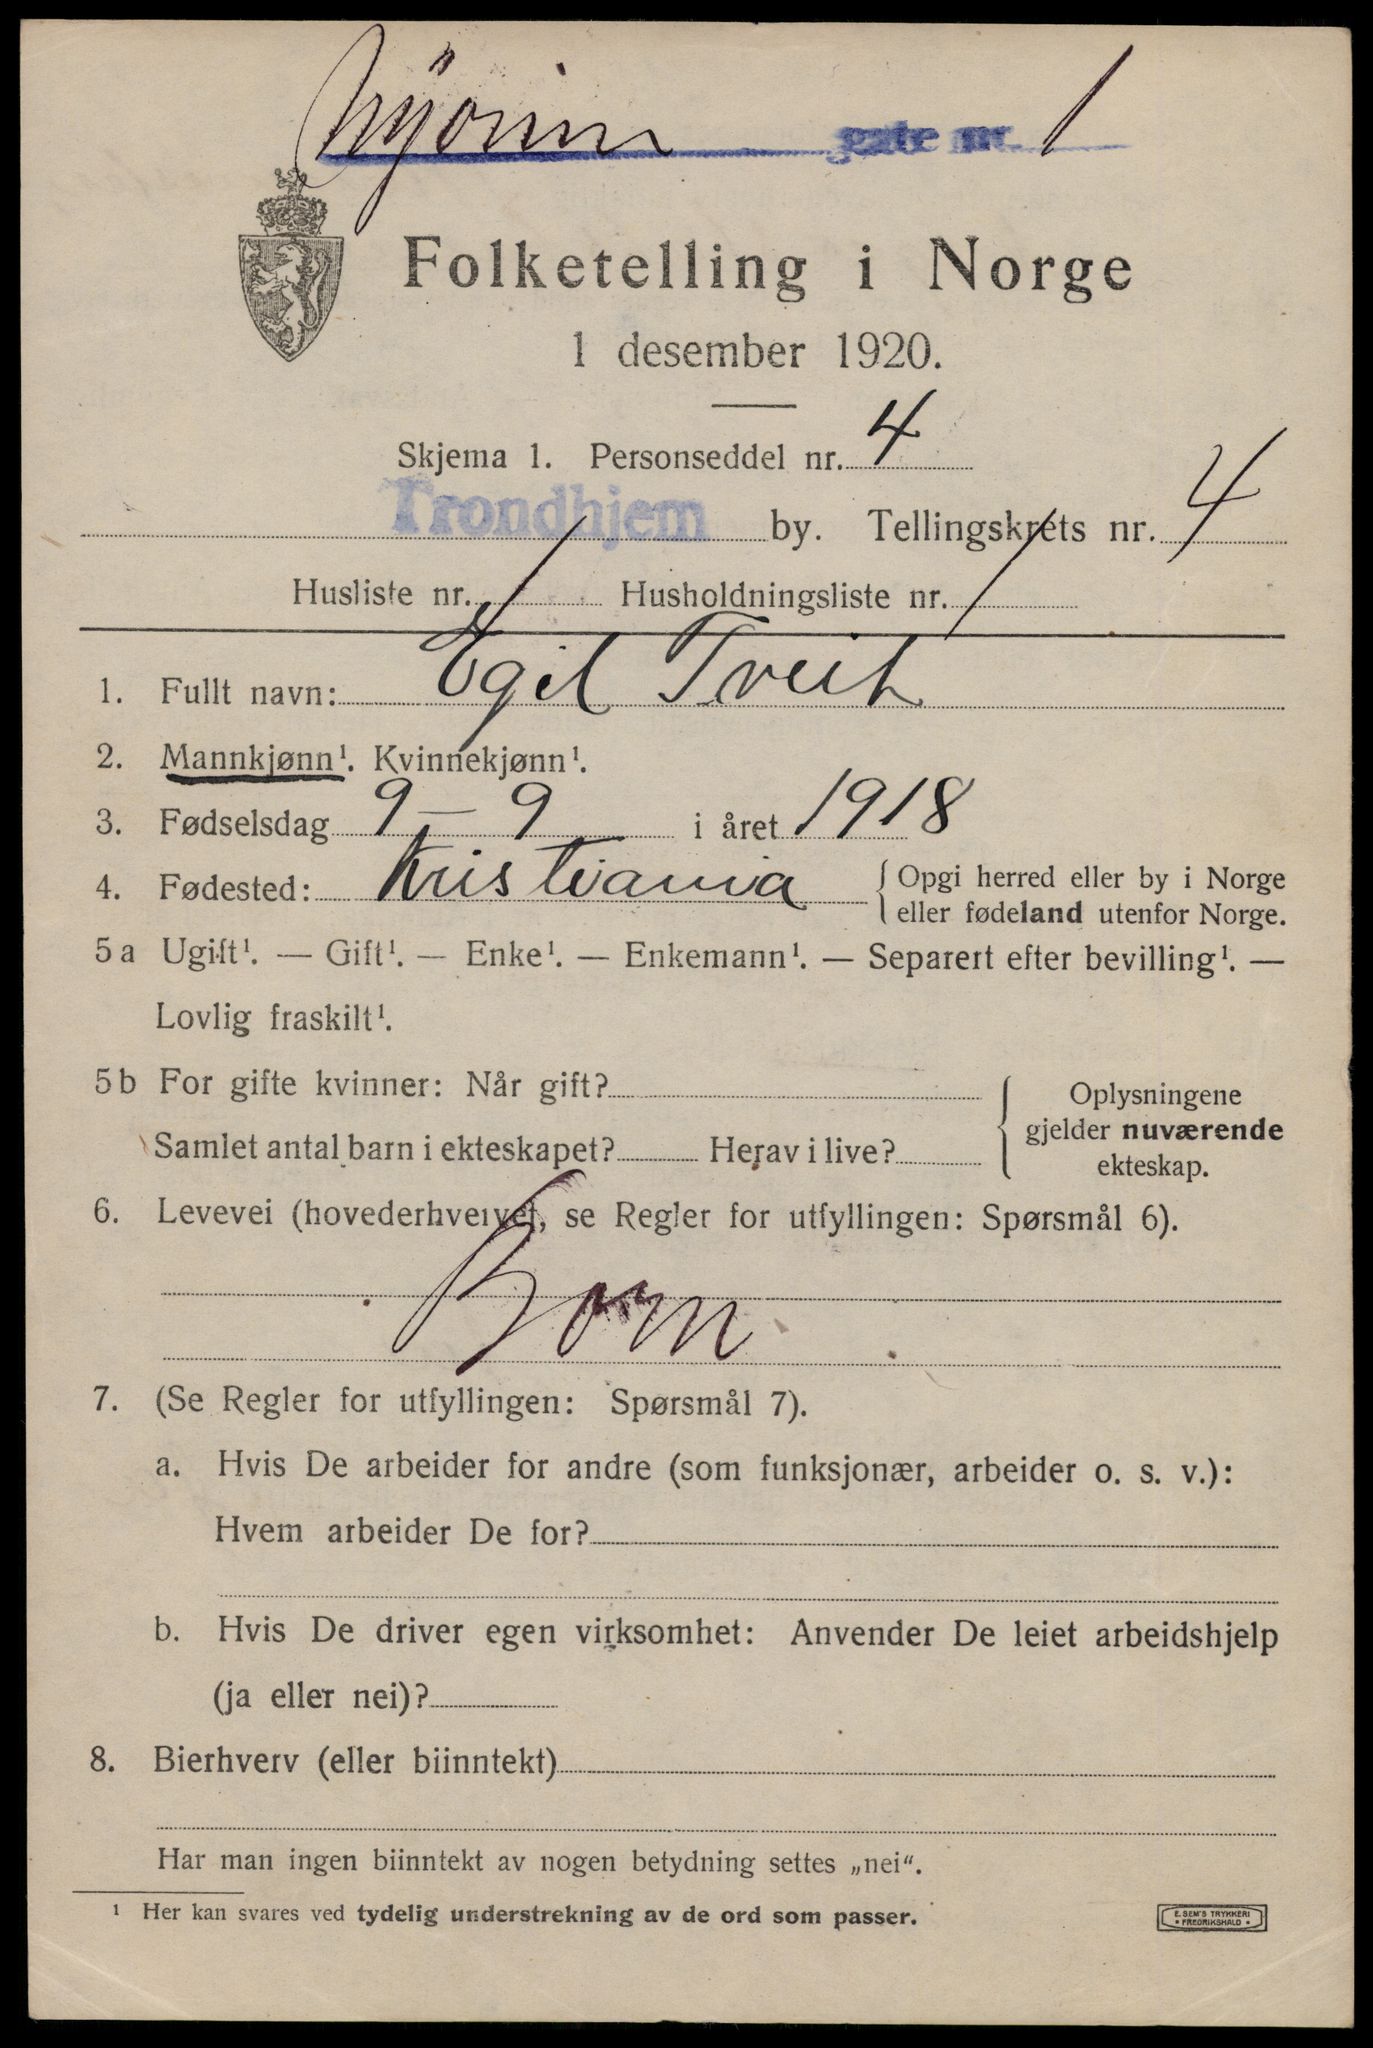 gate nr. 1
Folketelling i Norge
1 desember 1920.
Skjema 1. Personseddel nr. 4
Trondhjem by. Tellingskrets nr. 4
Husliste nr. 1 Husholdningsliste nr. 1
1. Fullt navn: Egil Treit
2. Mannkjønn¹. Kvinnekjønn¹.
3. Fødselsdag 9 – 9 i året 1918
4. Fødested: Kristiania { Opgi herred eller by i Norge
eller fødeland utenfor Norge.
5 a Ugift¹. — Gift¹. — Enke¹. — Enkemann¹. — Separert efter bevilling¹. —
Lovlig fraskilt¹.
5 b For gifte kvinner: Når gift?
Samlet antal barn i ekteskapet? Herav i live?
{ Oplysningene
gjelder nuværende
ekteskap.
6. Levevei (hovederhvervet, se Regler for utfyllingen: Spørsmål 6).
Born
7. (Se Regler for utfyllingen: Spørsmål 7).
a. Hvis De arbeider for andre (som funksjonær, arbeider o. s. v.):
Hvem arbeider De for?
b. Hvis De driver egen virksomhet: Anvender De leiet arbeidshjelp
(ja eller nei)?
8. Bierhverv (eller biinntekt)
Har man ingen biinntekt av nogen betydning settes „nei“.
¹ Her kan svares ved tydelig understrekning av de ord som passer.
E. SEM'S TRYKKERI
• FREDRIKSHALD •